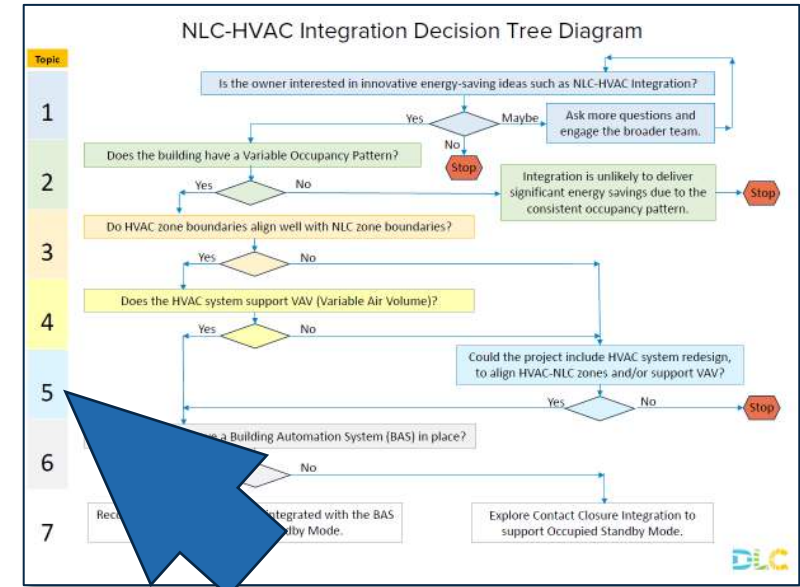 NLC-HVAC Integration Decision Tree Diagram
Topic
1
Is the owner interested in innovative energy-saving ideas such as NLC-HVAC Integration?
Yes
Maybe
Ask more questions and
engage the broader team.
No
Stop
2
Does the building have a Variable Occupancy Pattern?
Yes
No
Integration is unlikely to deliver
significant energy savings due to the
consistent occupancy pattern.
Stop
3
Do HVAC zone boundaries align well with NLC zone boundaries?
Yes
No
4
Does the HVAC system support VAV (Variable Air Volume)?
Yes
No
5
Could the project include HVAC system redesign,
to align HVAC-NLC zones and/or support VAV?
Yes
No
Stop
6
a Building Automation System (BAS) in place?
No
7
integrated with the BAS
Mode.
Explore Contact Closure Integration to
support Occupied Standby Mode.
DLC